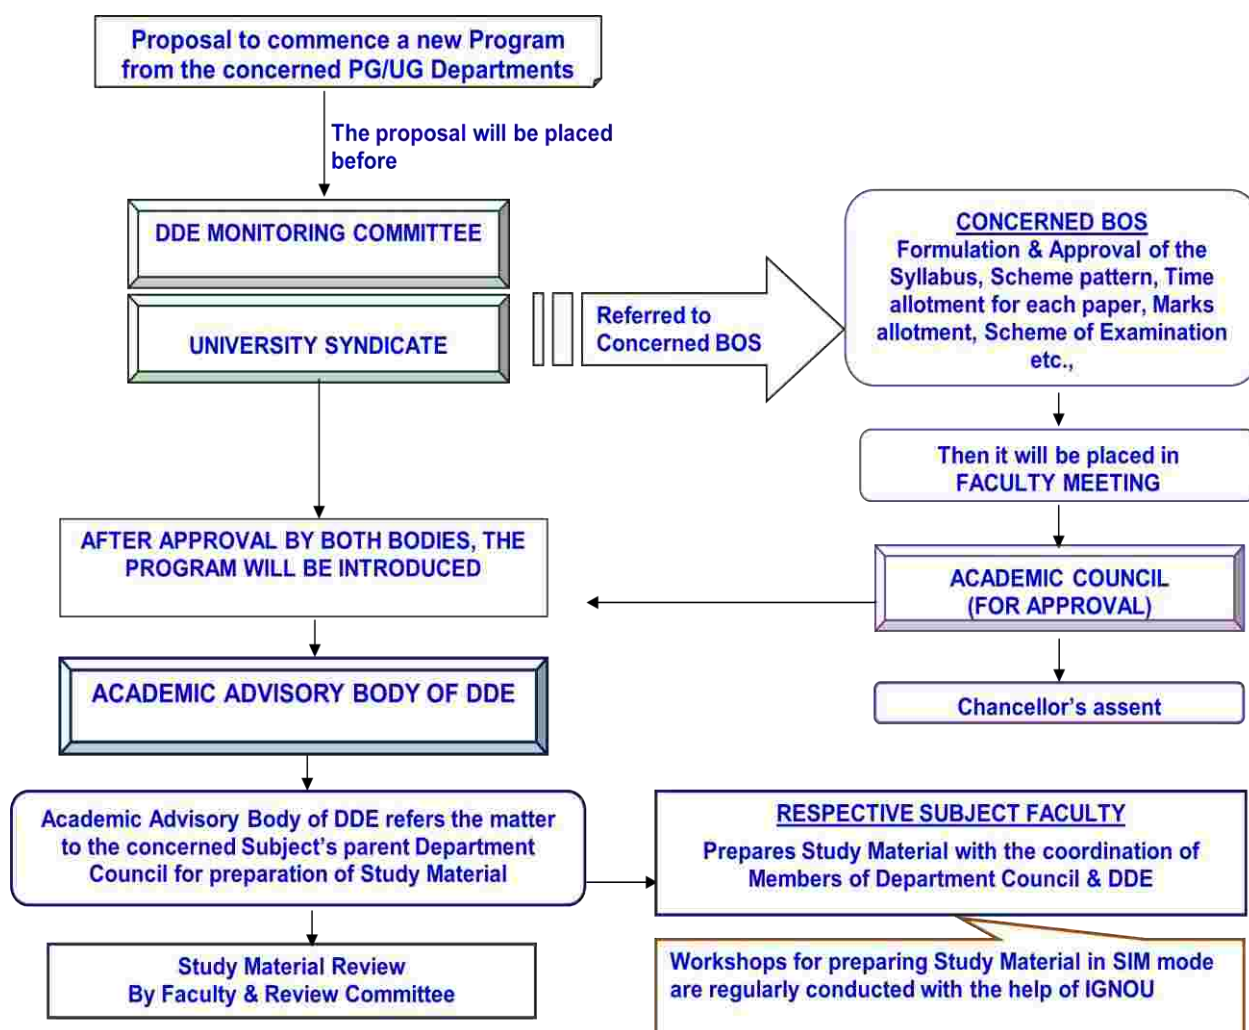 Proposal to commence a new Program
from the concerned PG/UG Departments
The proposal will be placed
before
DDE MONITORING COMMITTEE
UNIVERSITY SYNDICATE
Referred to
Concerned BOS
CONCERNED BOS
Formulation & Approval of the
Syllabus, Scheme pattern, Time
allotment for each paper, Marks
allotment, Scheme of Examination
etc.,
Then it will be placed in
FACULTY MEETING
ACADEMIC COUNCIL
(FOR APPROVAL)
Chancellor's assent
AFTER APPROVAL BY BOTH BODIES, THE
PROGRAM WILL BE INTRODUCED
ACADEMIC ADVISORY BODY OF DDE
Academic Advisory Body of DDE refers the matter
to the concerned Subject's parent Department
Council for preparation of Study Material
RESPECTIVE SUBJECT FACULTY
Prepares Study Material with the coordination of
Members of Department Council & DDE
Study Material Review
By Faculty & Review Committee
Workshops for preparing Study Material in SIM mode
are regularly conducted with the help of IGNOU